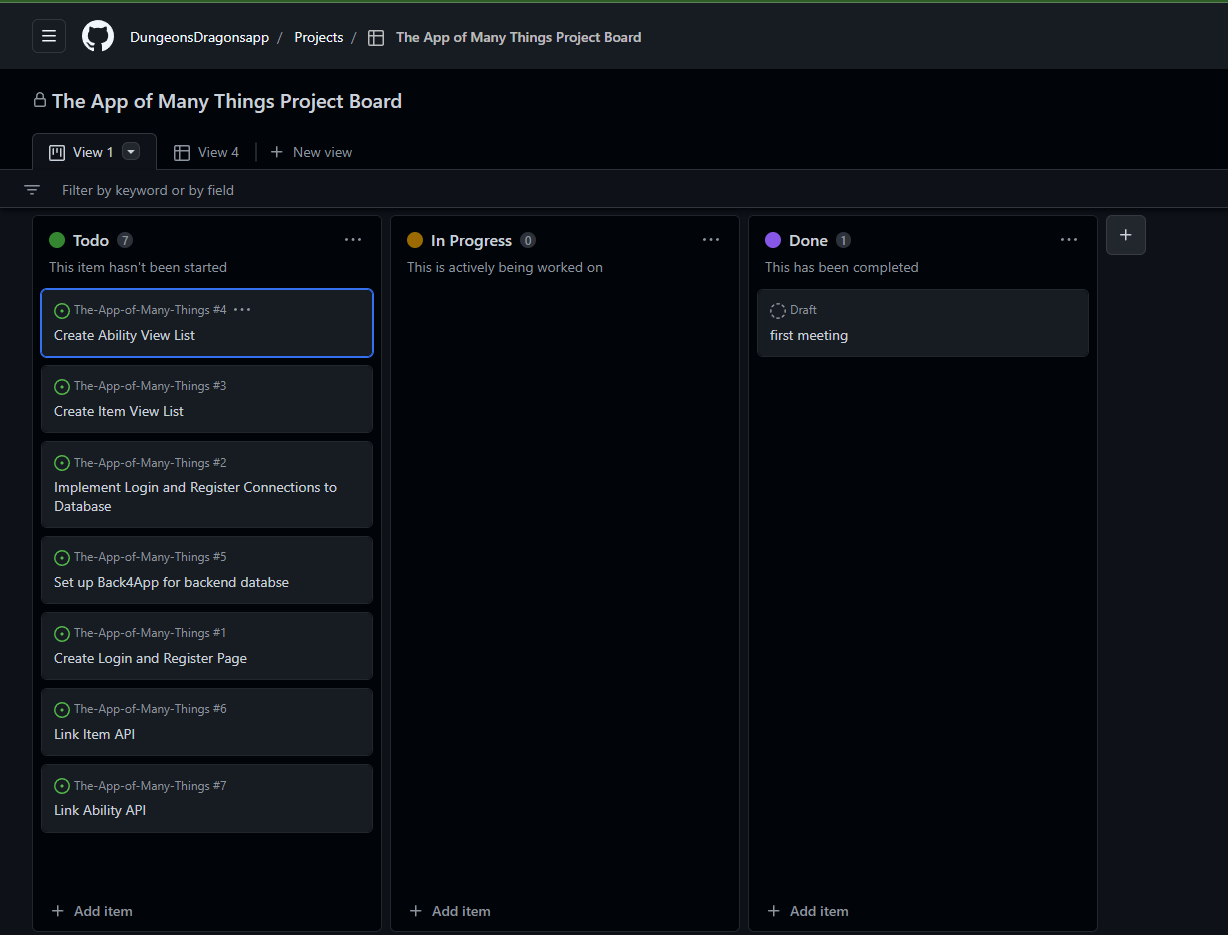 DungeonsDragonsapp / Projects / The App of Many Things Project Board
The App of Many Things Project Board
View 1 View 4 + New view
Filter by keyword or by field
Todo 7 ...
This item hasn't been started
The-App-of-Many-Things #4 ...
Create Ability View List
The-App-of-Many-Things #3
Create Item View List
The-App-of-Many-Things #2
Implement Login and Register Connections to
Database
The-App-of-Many-Things #5
Set up Back4App for backend databse
The-App-of-Many-Things #1
Create Login and Register Page
The-App-of-Many-Things #6
Link Item API
The-App-of-Many-Things #7
Link Ability API
+ Add item
In Progress 0 ...
This is actively being worked on
+ Add item
Done 1 ...
This has been completed
Draft
first meeting
+ Add item
+